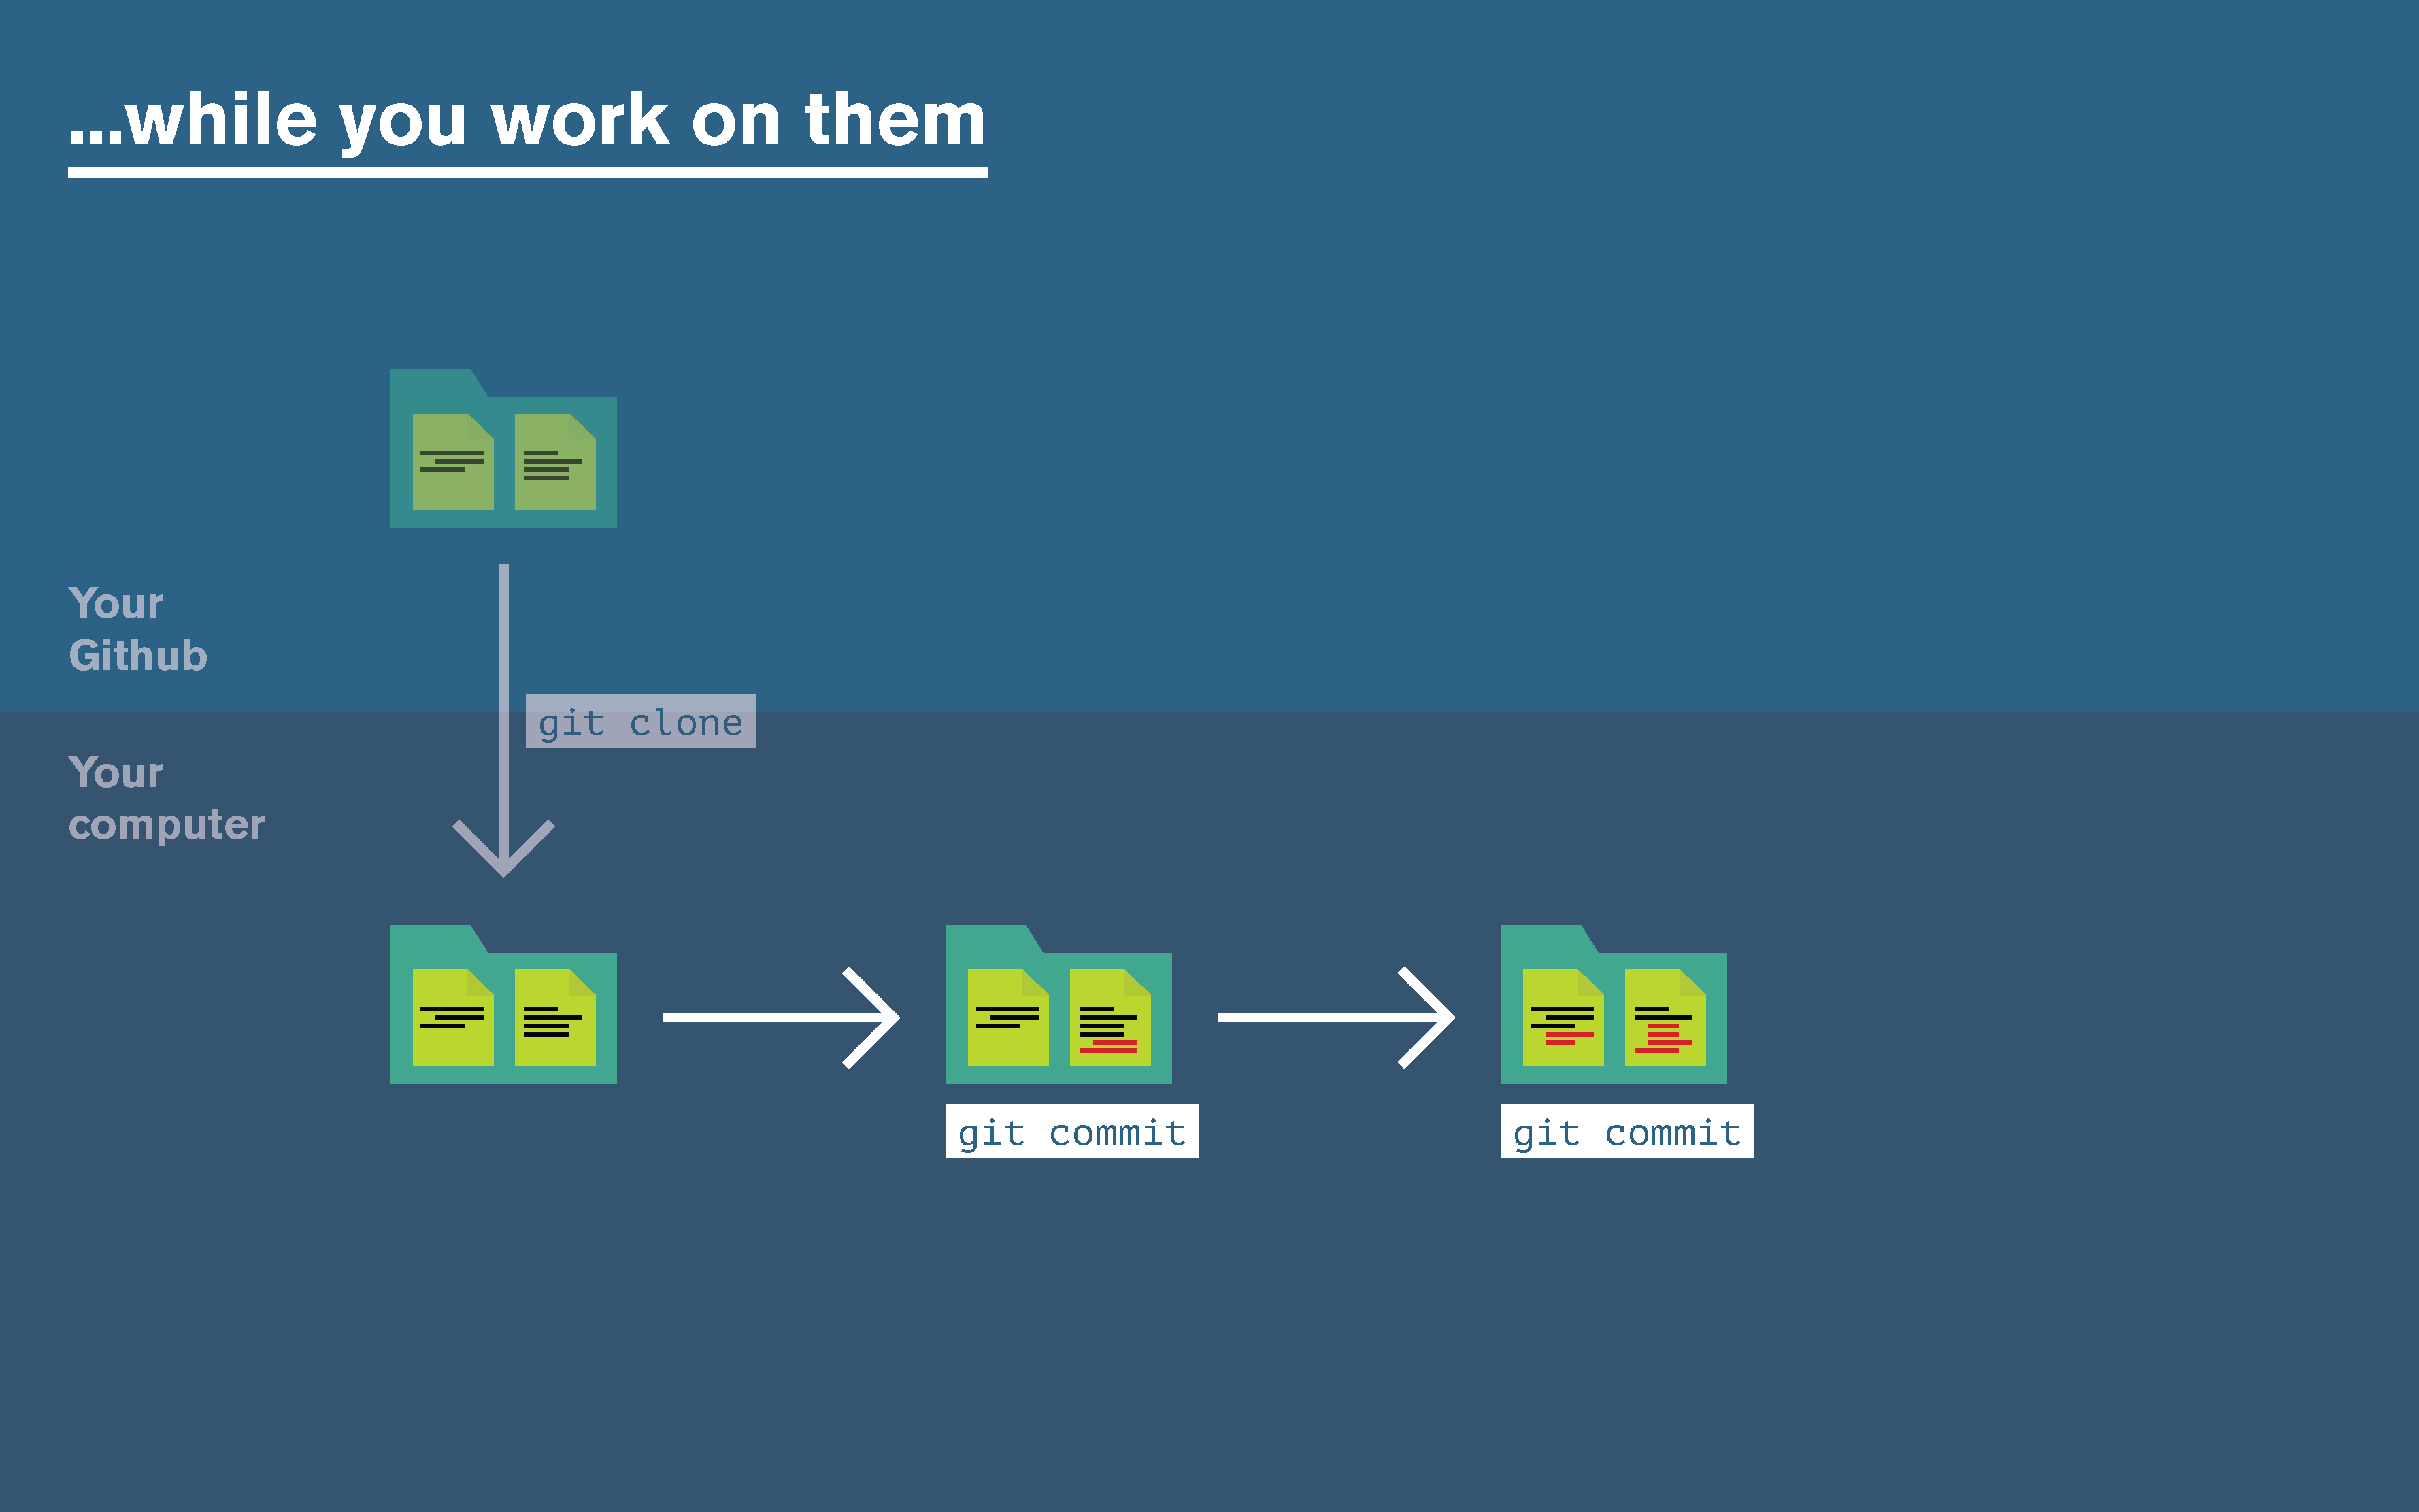 ...while you work on them
Your
Github
git clone
Your
computer
git commit
git commit